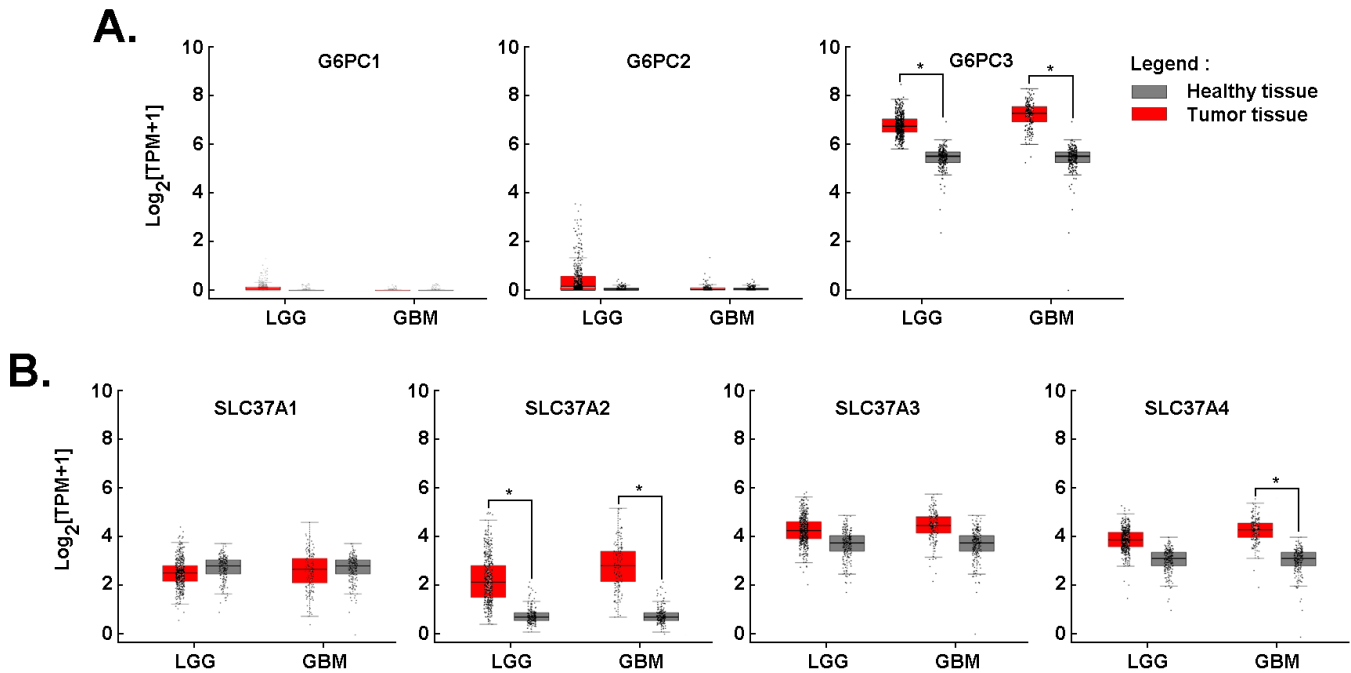 A.
G6PC1
G6PC2
G6PC3
Legend :
Healthy tissue
Tumor tissue
Log2[TPM+1]
10
8
6
4
2
0
LGG
GBM
10
8
6
4
2
0
LGG
GBM
10
8
6
4
2
0
*
*
LGG
GBM
B.
SLC37A1
SLC37A2
SLC37A3
SLC37A4
Log2[TPM+1]
10
8
6
4
2
0
LGG
GBM
10
8
6
4
2
0
*
*
LGG
GBM
10
8
6
4
2
0
LGG
GBM
10
8
6
4
2
0
*
LGG
GBM